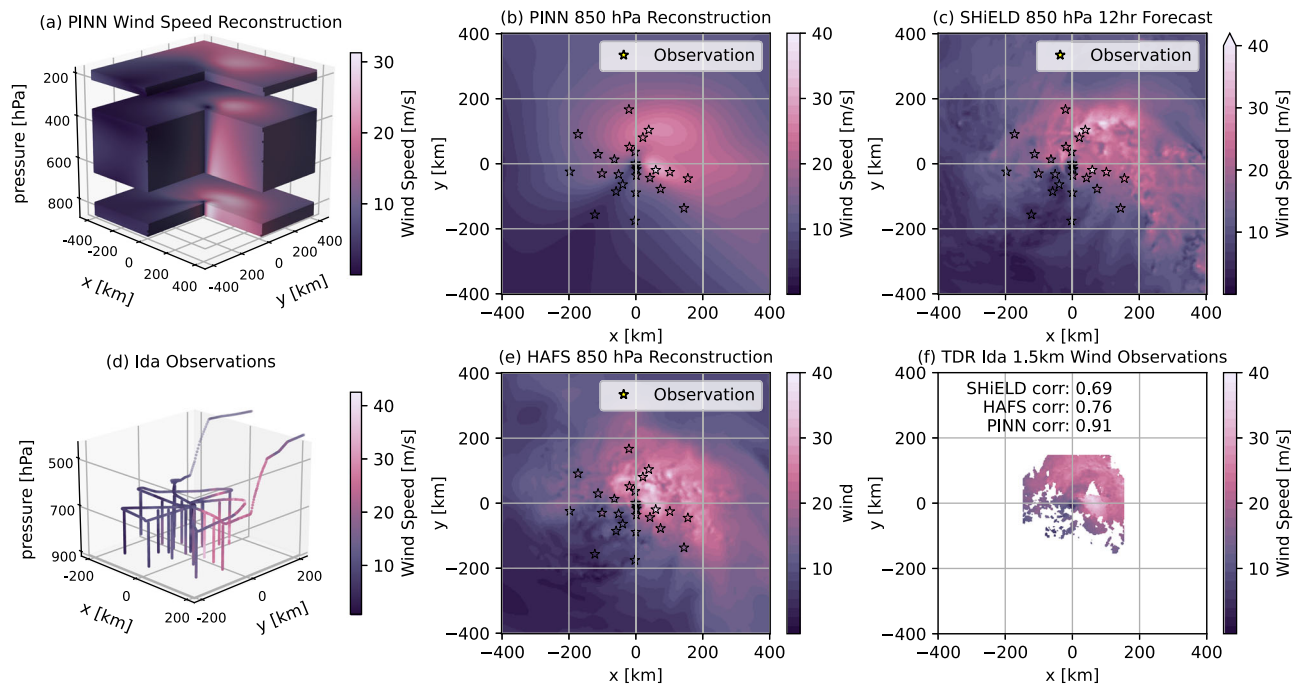 (a) PINN Wind Speed Reconstruction
200
400
600
800
pressure [hPa]
-400
-200
0
200
400
x [km]
-400
-200
0
200
400
y [km]
30
20
10
Wind Speed [m/s]
(b) PINN 850 hPa Reconstruction
Observation
400
200
0
−200
−400
y [km]
−400 −200 0 200 400
x [km]
40
30
20
10
Wind Speed [m/s]
(c) SHiELD 850 hPa 12hr Forecast
Observation
400
200
0
−200
−400
y [km]
−400 −200 0 200 400
x [km]
40
30
20
10
Wind Speed [m/s]
(d) Ida Observations
500
700
900
pressure [hPa]
-200
0
200
x [km]
-200
0
200
y [km]
40
30
20
10
Wind Speed [m/s]
(e) HAFS 850 hPa Reconstruction
Observation
400
200
0
−200
−400
y [km]
−400 −200 0 200 400
x [km]
40
30
20
10
wind
(f) TDR Ida 1.5km Wind Observations
SHiELD corr: 0.69
HAFS corr: 0.76
PINN corr: 0.91
400
200
0
−200
−400
y [km]
−400 −200 0 200 400
x [km]
40
30
20
10
Wind Speed [m/s]